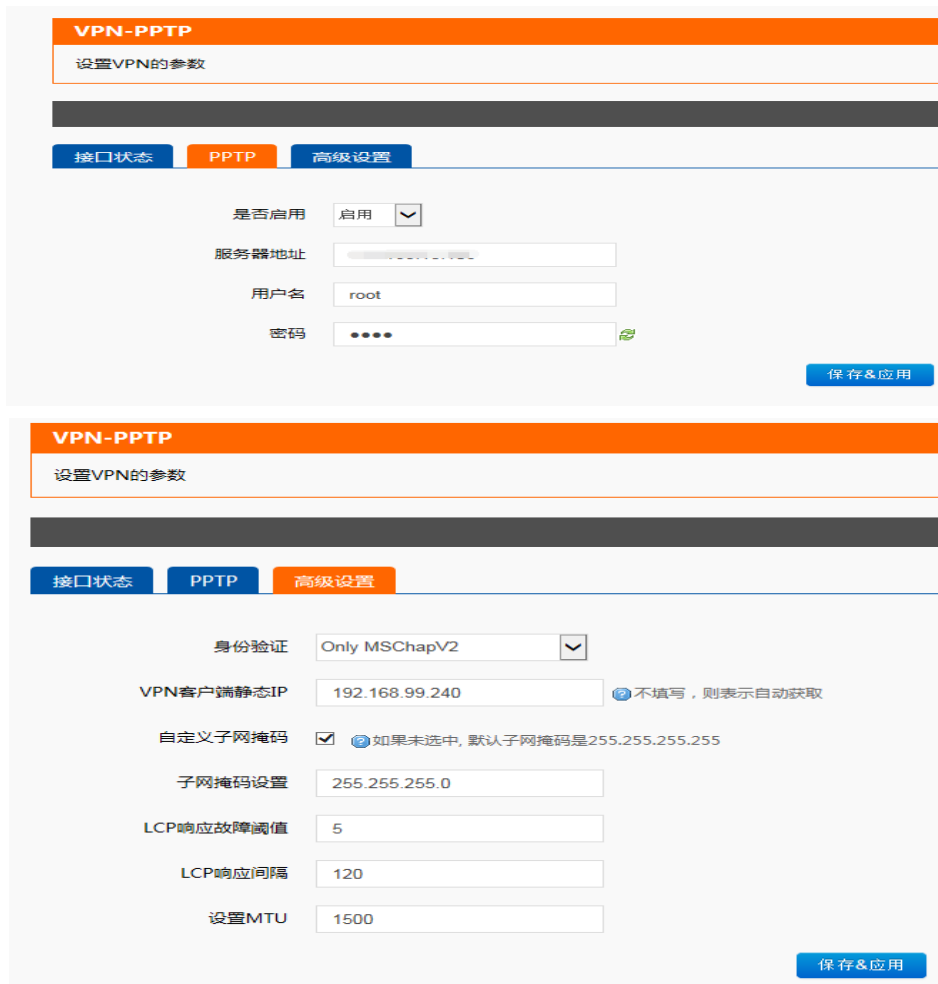 VPN-PPTP
设置VPN的参数
接口状态 PPTP 高级设置
是否启用 启用
服务器地址
用户名 root
密码 ••••
保存&应用
VPN-PPTP
设置VPN的参数
接口状态 PPTP 高级设置
身份验证 Only MSChapV2
VPN客户端静态IP 192.168.99.240 不填写，则表示自动获取
自定义子网掩码 如果未选中, 默认子网掩码是255.255.255.255
子网掩码设置 255.255.255.0
LCP响应故障阈值 5
LCP响应间隔 120
设置MTU 1500
保存&应用